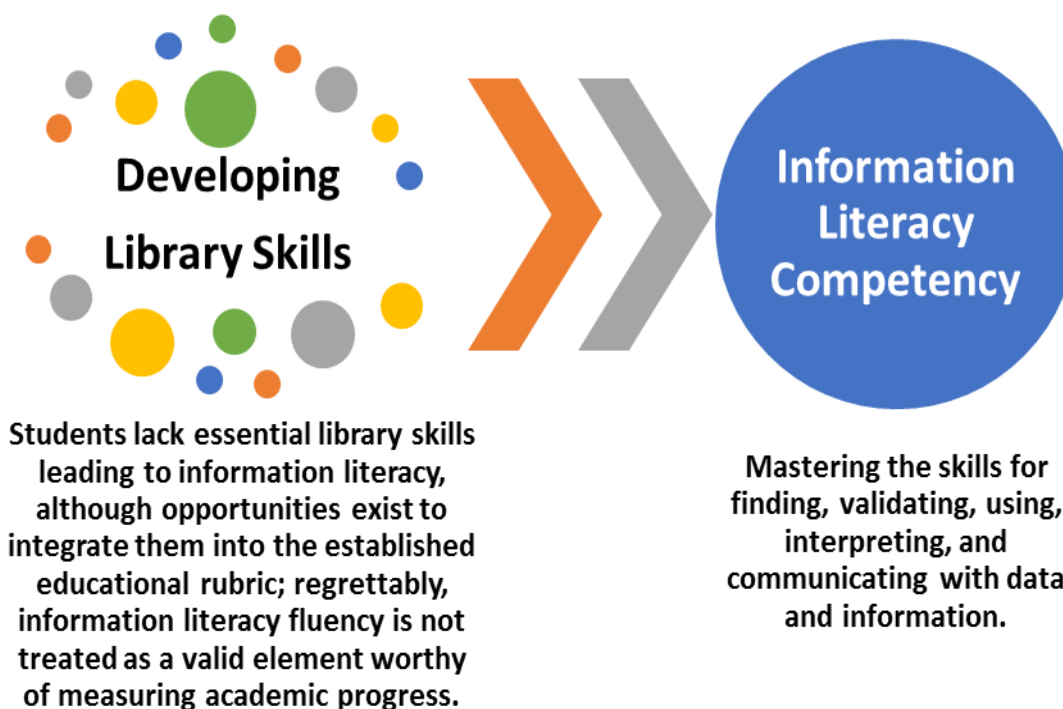 Developing
Library Skills
Students lack essential library skills
leading to information literacy,
although opportunities exist to
integrate them into the established
educational rubric; regrettably,
information literacy fluency is not
treated as a valid element worthy
of measuring academic progress.
Information
Literacy
Competency
Mastering the skills for
finding, validating, using,
interpreting, and
communicating with data
and information.